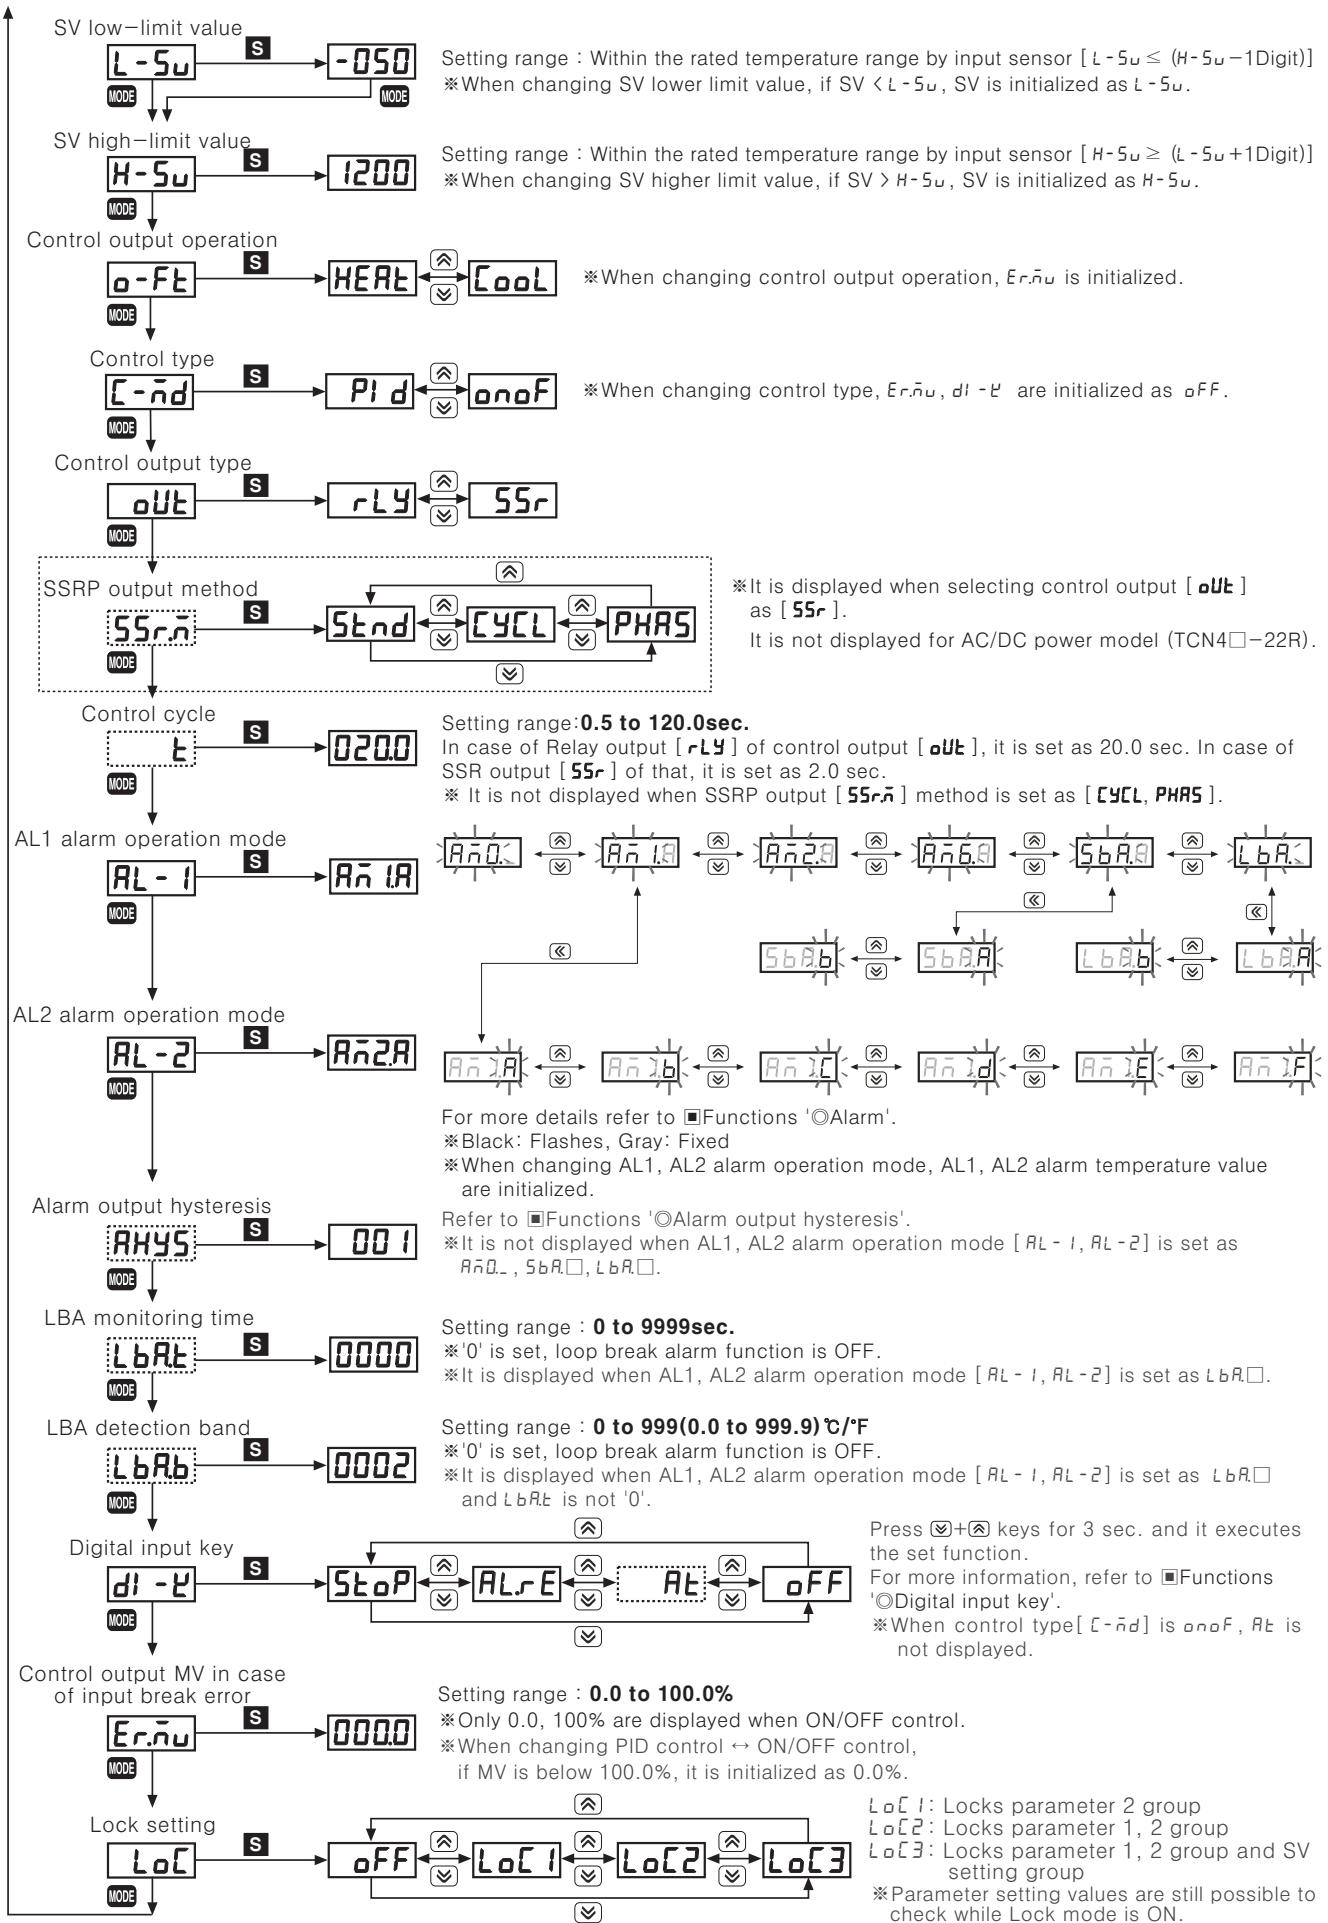 SV low-limit value
L-Su S -050
MODE MODE
Setting range : Within the rated temperature range by input sensor [ L-Su ≤ (H-Su-1Digit)]
※When changing SV lower limit value, if SV < L-Su, SV is initialized as L-Su.
SV high-limit value
H-Su S 1200
MODE
Setting range : Within the rated temperature range by input sensor [ H-Su ≥ (L-Su+1Digit)]
※When changing SV higher limit value, if SV > H-Su, SV is initialized as H-Su.
Control output operation
o-Ft S HEAt CooL
MODE
※When changing control output operation, Er.mu is initialized.
Control type
C-md S PId onoF
MODE
※When changing control type, Er.mu, dI-k are initialized as oFF.
Control output type
oUt S rLY SSr
MODE
SSRP output method
SSr.m S Stnd CYCL PHAS
MODE
※It is displayed when selecting control output [ oUt ]
as [ SSr ].
It is not displayed for AC/DC power model (TCN4□-22R).
Control cycle
t S 020.0
MODE
Setting range:0.5 to 120.0sec.
In case of Relay output [ rLY ] of control output [ oUt ], it is set as 20.0 sec. In case of
SSR output [ SSr ] of that, it is set as 2.0 sec.
※ It is not displayed when SSRP output [ SSr.m ] method is set as [ CYCL, PHAS ].
AL1 alarm operation mode
AL-1 S Am1.A
MODE
Am0._ Am1.A Am2.A Am6.A SbA.A LbA._
SbA.b SbA.A LbA.b LbA.A
AL2 alarm operation mode
AL-2 S Am2.A
MODE
Am1.A Am1.b Am1.C Am1.d Am1.E Am1.F
For more details refer to ▣Functions '◎Alarm'.
※Black: Flashes, Gray: Fixed
※When changing AL1, AL2 alarm operation mode, AL1, AL2 alarm temperature value
are initialized.
Alarm output hysteresis
AHYS S 001
MODE
Refer to ▣Functions '◎Alarm output hysteresis'.
※It is not displayed when AL1, AL2 alarm operation mode [ AL-1, AL-2] is set as
Am0._, SbA.□, LbA.□.
LBA monitoring time
LbA.t S 0000
MODE
Setting range : 0 to 9999sec.
※'0' is set, loop break alarm function is OFF.
※It is displayed when AL1, AL2 alarm operation mode [ AL-1, AL-2] is set as LbA.□.
LBA detection band
LbA.b S 0002
MODE
Setting range : 0 to 999(0.0 to 999.9)℃/℉
※'0' is set, loop break alarm function is OFF.
※It is displayed when AL1, AL2 alarm operation mode [ AL-1, AL-2] is set as LbA.□
and LbA.t is not '0'.
Digital input key
dI-k S StoP AL.rE At oFF
MODE
Press + keys for 3 sec. and it executes
the set function.
For more information, refer to ▣Functions
'◎Digital input key'.
※When control type[ C-md] is onoF, At is
not displayed.
Control output MV in case
of input break error
Er.mu S 000.0
MODE
Setting range : 0.0 to 100.0%
※Only 0.0, 100% are displayed when ON/OFF control.
※When changing PID control ↔ ON/OFF control,
if MV is below 100.0%, it is initialized as 0.0%.
Lock setting
LoC S oFF LoC1 LoC2 LoC3
MODE
LoC1: Locks parameter 2 group
LoC2: Locks parameter 1, 2 group
LoC3: Locks parameter 1, 2 group and SV
setting group
※Parameter setting values are still possible to
check while Lock mode is ON.